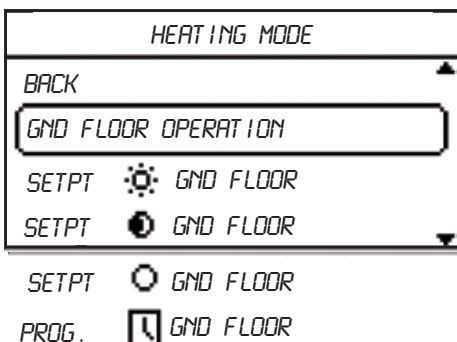 HEATING MODE
BACK
GND FLOOR OPERATION
SETPT GND FLOOR
SETPT GND FLOOR
SETPT GND FLOOR
PROG. GND FLOOR